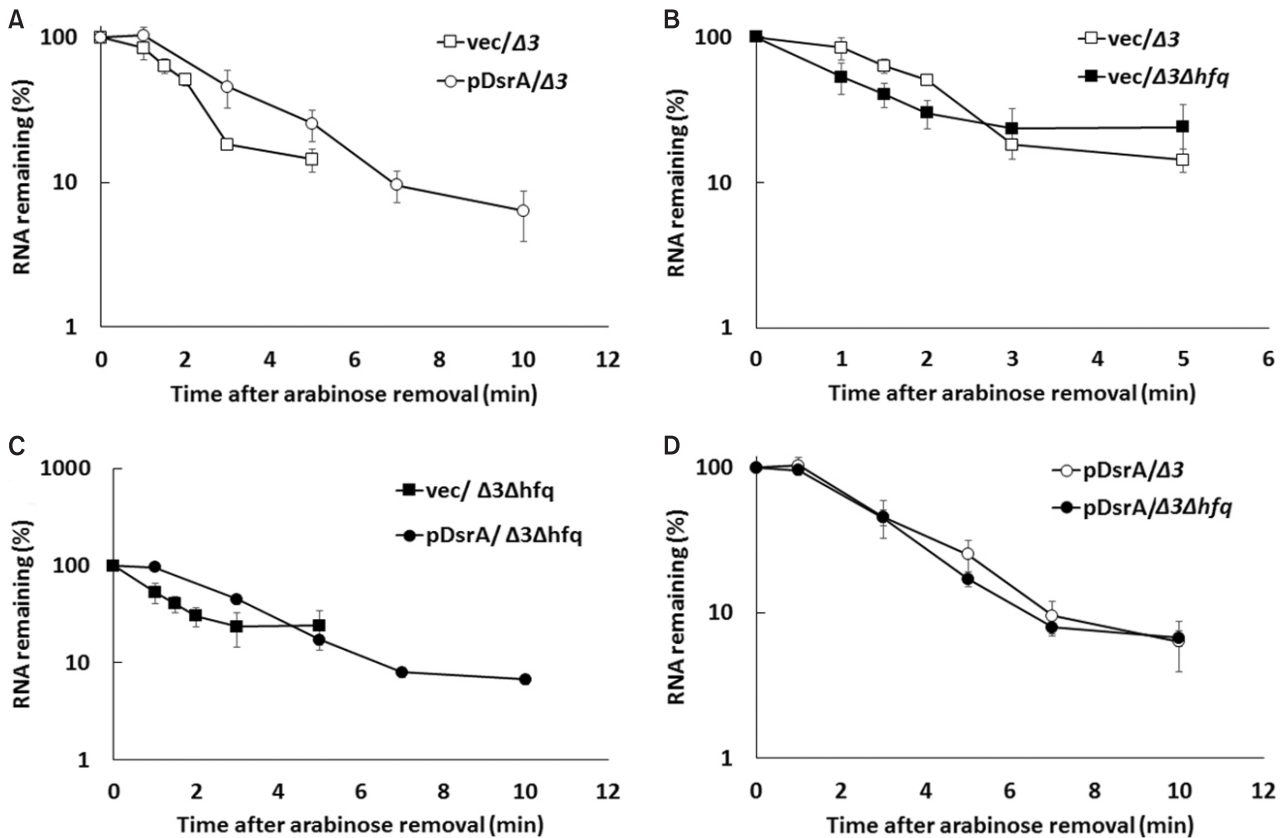 A
RNA remaining (%)
100
10
1
0 2 4 6 8 10 12
Time after arabinose removal (min)
vec/Δ3
pDsrA/Δ3
B
RNA remaining (%)
100
10
1
0 1 2 3 4 5 6
Time after arabinose removal (min)
vec/Δ3
vec/Δ3Δhfq
C
RNA remaining (%)
1000
100
10
1
0 2 4 6 8 10 12
Time after arabinose removal (min)
vec/ Δ3Δhfq
pDsrA/ Δ3Δhfq
D
RNA remaining (%)
100
10
1
0 2 4 6 8 10 12
Time after arabinose removal (min)
pDsrA/Δ3
pDsrA/Δ3Δhfq